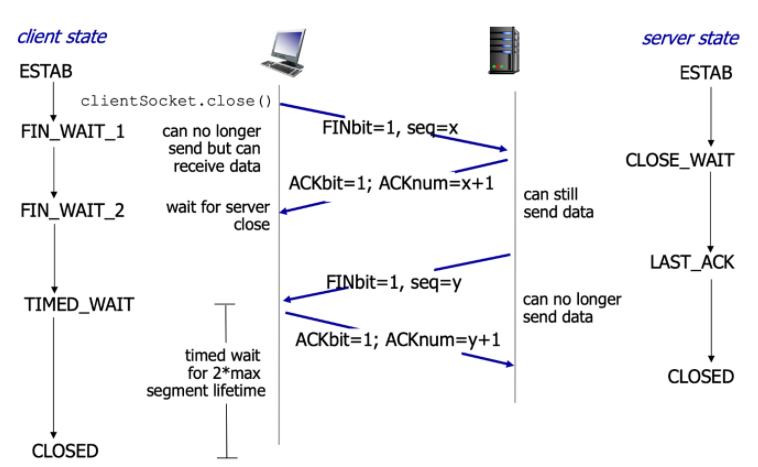 client state
server state
ESTAB
ESTAB
clientSocket.close()
FIN_WAIT_1
can no longer
send but can
receive data
FINbit=1, seq=x
CLOSE_WAIT
ACKbit=1; ACKnum=x+1
FIN_WAIT_2
wait for server
close
can still
send data
LAST_ACK
FINbit=1, seq=y
TIMED_WAIT
can no longer
send data
ACKbit=1; ACKnum=y+1
timed wait
for 2*max
segment lifetime
CLOSED
CLOSED